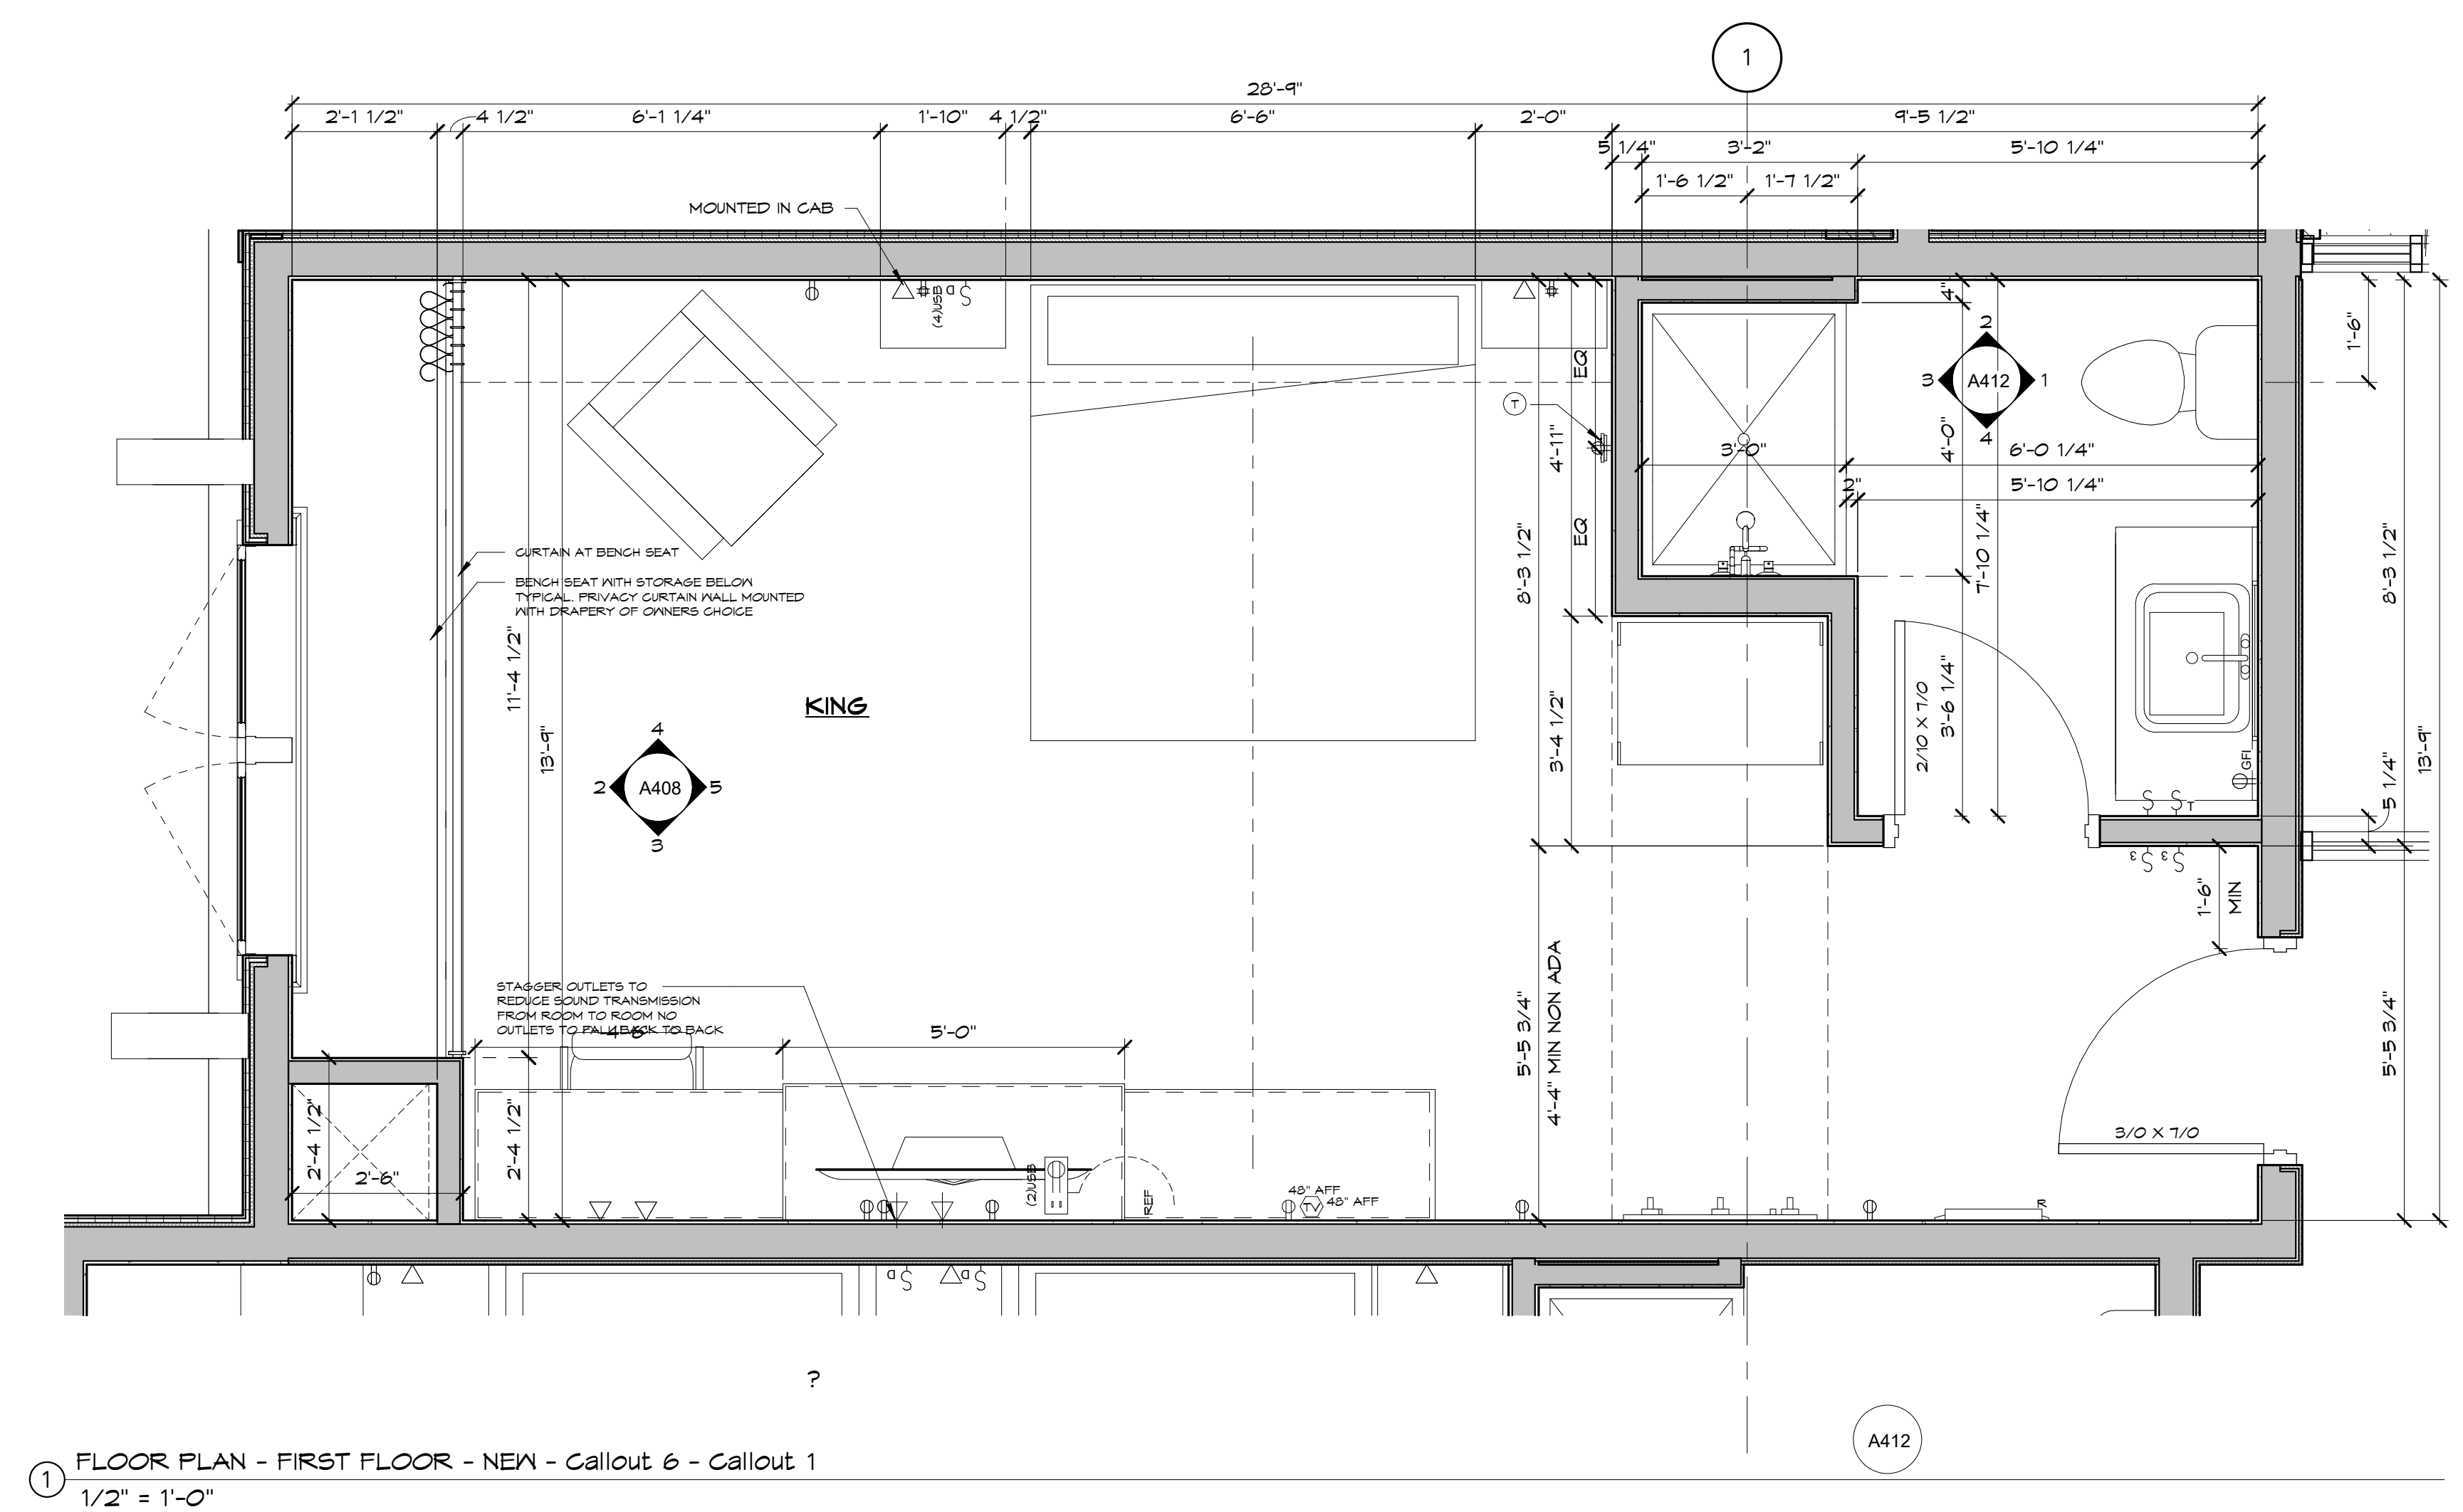 1
28'-9"
2'-1 1/2"
4 1/2"
6'-1 1/4"
1'-10"
4 1/2"
6'-6"
2'-0"
9'-5 1/2"
5 1/4"
3'-2"
5'-10 1/4"
1'-6 1/2"
1'-7 1/2"
MOUNTED IN CAB
(4)USB
D
EQ
4'-11"
EQ
T
4"
2
3
A412
1
4
4'-0"
3'-0"
6'-0 1/4"
2"
5'-10 1/4"
7'-10 1/4"
1'-6"
8'-3 1/2"
8'-3 1/2"
CURTAIN AT BENCH SEAT
BENCH SEAT WITH STORAGE BELOW
TYPICAL. PRIVACY CURTAIN WALL MOUNTED
WITH DRAPERY OF OWNERS CHOICE
11'-4 1/2"
13'-9"
KING
4
2
A408
5
3
3'-4 1/2"
2/10 X 7/0
3'-6 1/4"
GFI
T
5 1/4"
13'-9"
3
3
1'-6"
MIN
STAGGER OUTLETS TO
REDUCE SOUND TRANSMISSION
FROM ROOM TO ROOM NO
OUTLETS TO FALL BACK TO BACK
5'-0"
5'-5 3/4"
4'-4" MIN NON ADA
5'-5 3/4"
3/0 X 7/0
2'-4 1/2"
2'-6"
2'-4 1/2"
(2)USB
REF
48" AFF
TV
48" AFF
R
D
D
?
A412
1
FLOOR PLAN - FIRST FLOOR - NEW - Callout 6 - Callout 1
1/2" = 1'-0"